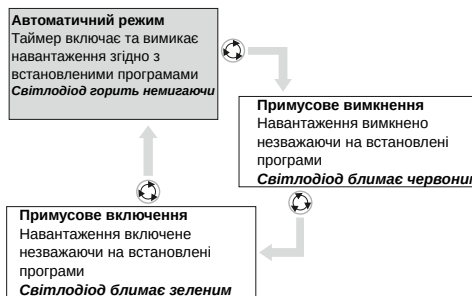 Автоматичний режим
Таймер включає та вимикає
навантаження згідно з
встановленими програмами
Світлодіод горить немигаючи
Примусове вимкнення
Навантаження вимкнено
незважаючи на встановлені
програми
Світлодіод блимає червоним
Примусове включення
Навантаження включене
незважаючи на встановлені
програми
Світлодіод блимає зеленим